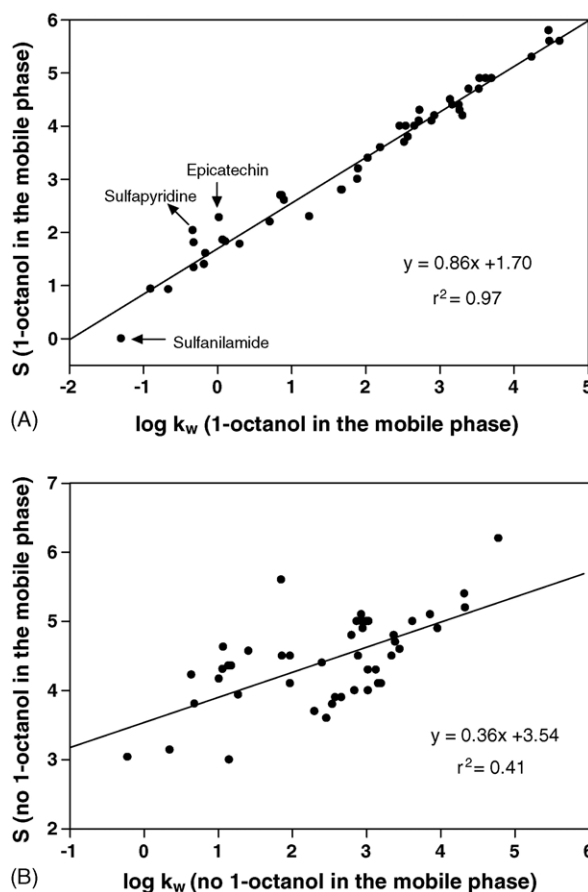 6
5
4
3
2
1
0
S (1-octanol in the mobile phase)
Epicatechin
Sulfapyridine
Sulfanilamide
y = 0.86x +1.70
r² = 0.97
-2 -1 0 1 2 3 4 5
(A)
log k_w (1-octanol in the mobile phase)
7
6
5
4
3
2
S (no 1-octanol in the mobile phase)
y = 0.36x +3.54
r² = 0.41
-1 0 1 2 3 4 5 6
(B)
log k_w (no 1-octanol in the mobile phase)